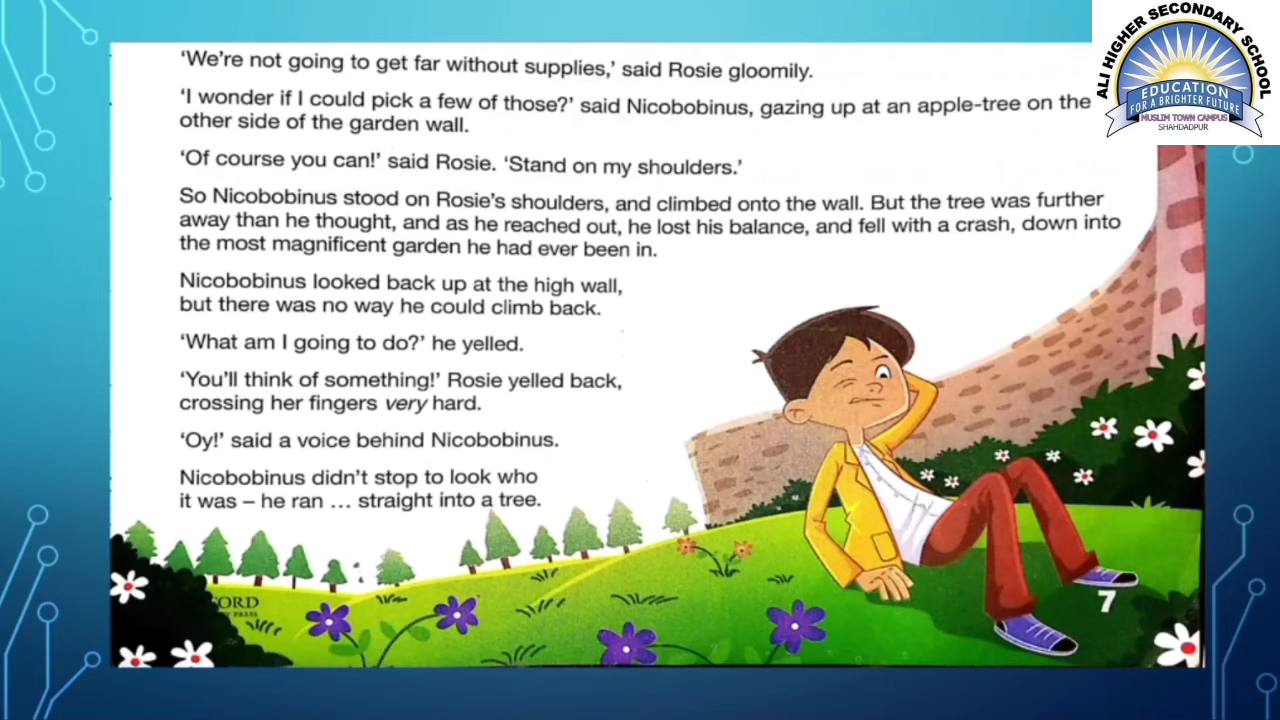 'We're not going to get far without supplies,' said Rosie gloomily.
'I wonder if I could pick a few of those?' said Nicobobinus, gazing up at an apple-tree on the
other side of the garden wall.
'Of course you can!' said Rosie. 'Stand on my shoulders.'
So Nicobobinus stood on Rosie's shoulders, and climbed onto the wall. But the tree was further
away than he thought, and as he reached out, he lost his balance, and fell with a crash, down into
the most magnificent garden he had ever been in.
Nicobobinus looked back up at the high wall,
but there was no way he could climb back.
'What am I going to do?' he yelled.
'You'll think of something!' Rosie yelled back,
crossing her fingers very hard.
'Oy!' said a voice behind Nicobobinus.
Nicobobinus didn't stop to look who
it was – he ran ... straight into a tree.
7
ALI HIGHER SECONDARY SCHOOL
EDUCATION
FOR A BRIGHTER FUTURE
MUSLIM TOWN CAMPUS
SHAHDADPUR
ORD
PRESS